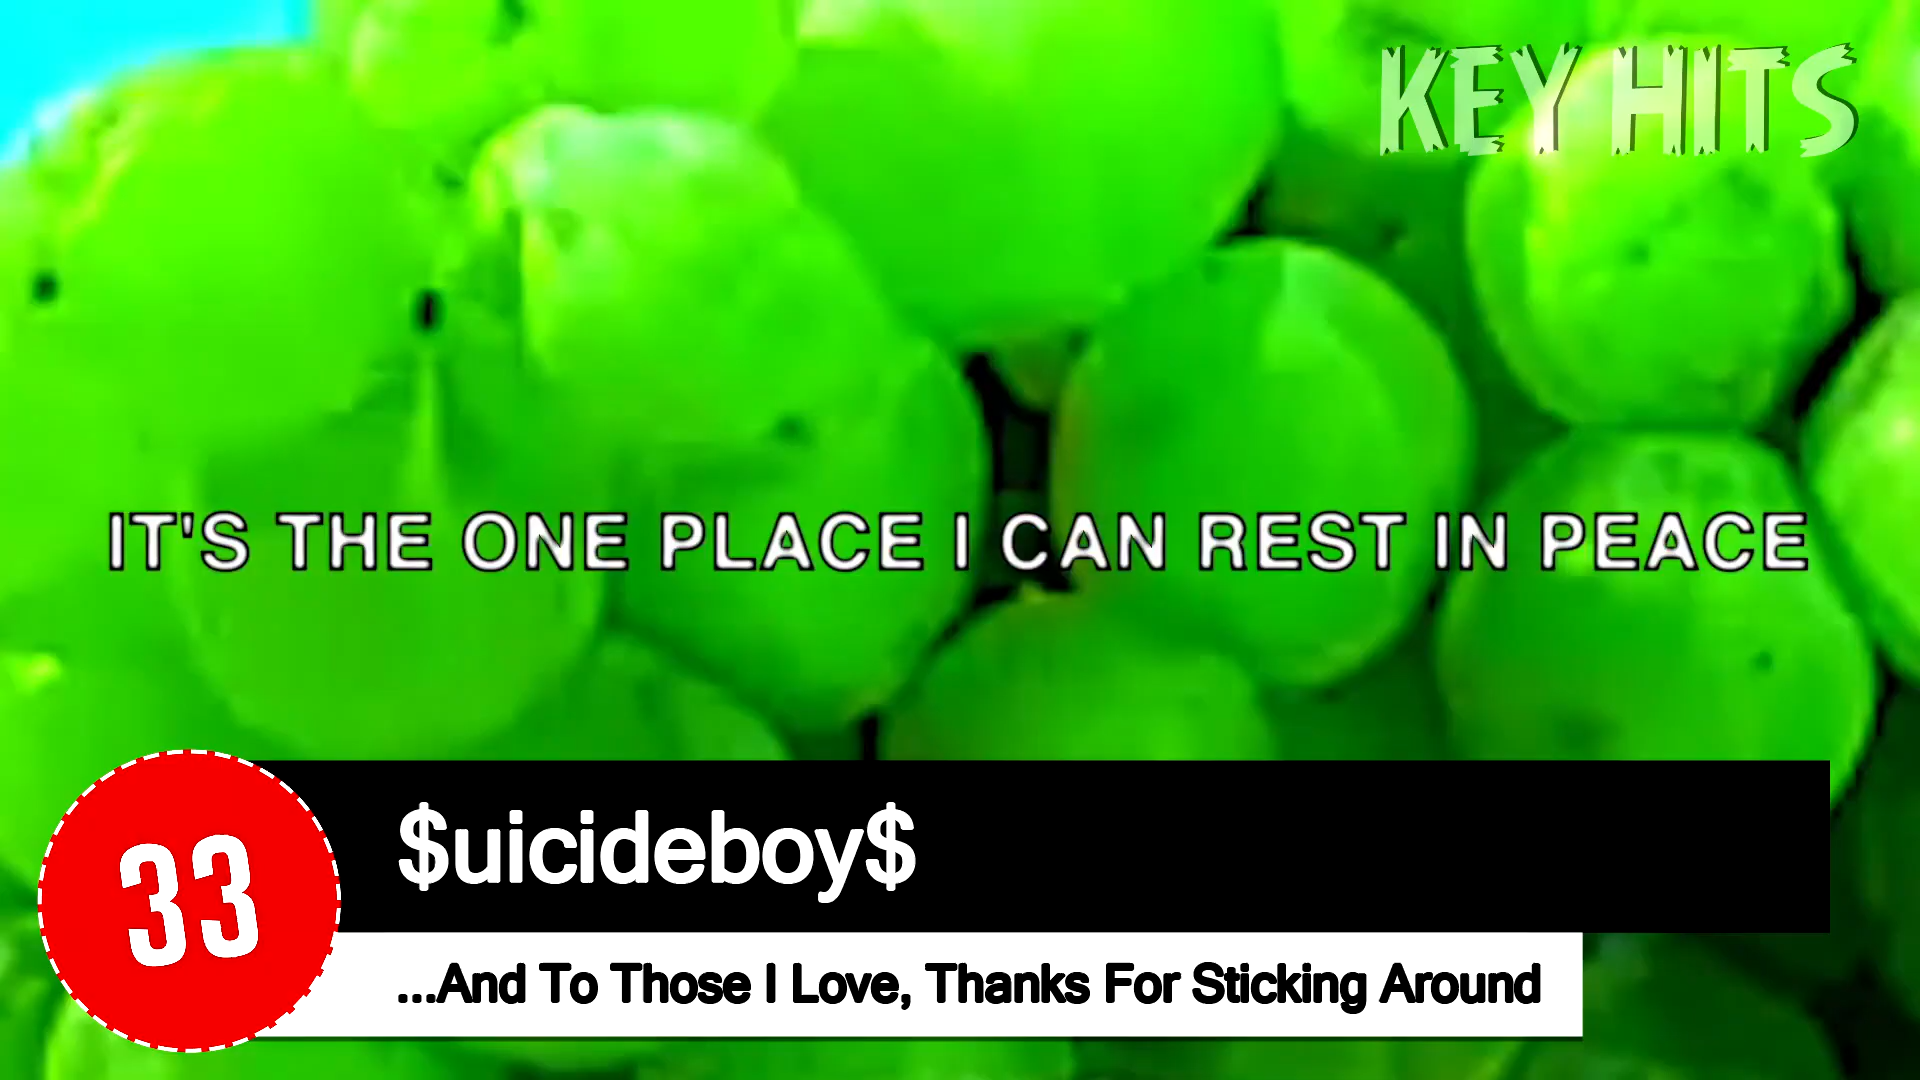 KEY HITS
IT'S THE ONE PLACE I CAN REST IN PEACE
33
$uicideboy$
...And To Those I Love, Thanks For Sticking Around